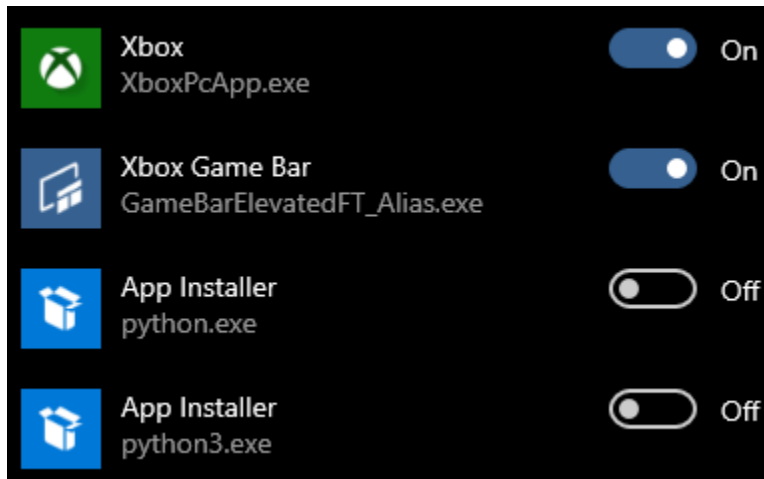 Xbox
XboxPcApp.exe
On
Xbox Game Bar
GameBarElevatedFT_Alias.exe
On
App Installer
python.exe
Off
App Installer
python3.exe
Off